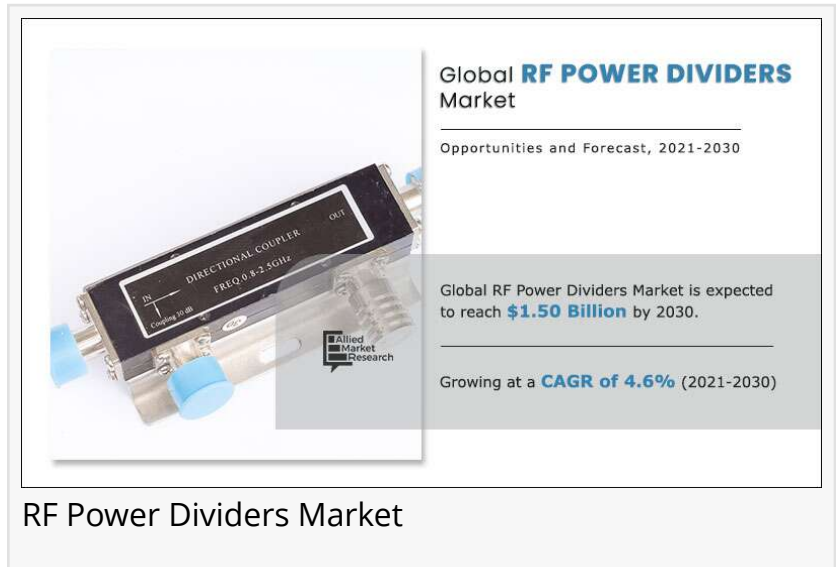 Global RF POWER DIVIDERS
Market
Opportunities and Forecast, 2021-2030
OUT
DIRECTIONAL COUPLER
FREQ 0.8-2.5GHz
IN
Coupling 10 dB
Global RF Power Dividers Market is expected
to reach $1.50 Billion by 2030.
Allied
Market
Research
Growing at a CAGR of 4.6% (2021-2030)
RF Power Dividers Market